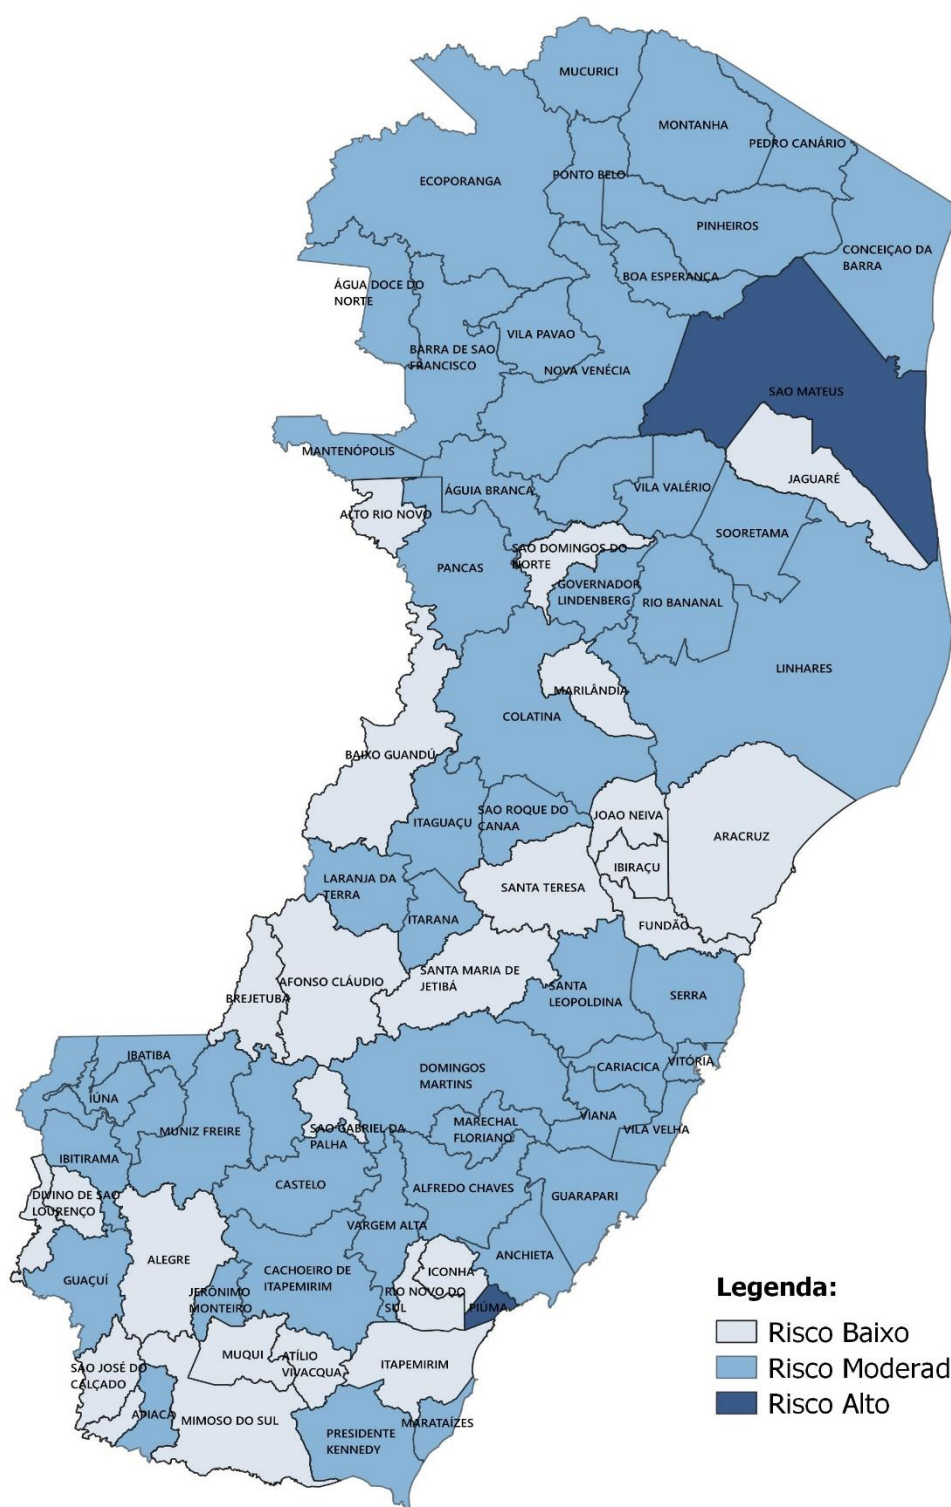 MUCURICI
MONTANHA
PEDRO CANÁRIO
ECOPORANGA
PONTO BELO
PINHEIROS
CONCEIÇAO DA
BARRA
BOA ESPERANÇA
ÁGUA DOCE DO
NORTE
VILA PAVAO
BARRA DE SAO
FRANCISCO
NOVA VENÉCIA
SAO MATEUS
MANTENÓPOLIS
JAGUARÉ
ÁGUIA BRANCA
VILA VALÉRIO
ALTO RIO NOVO
SOORETAMA
SAO DOMINGOS DO
NORTE
PANCAS
GOVERNADOR
LINDENBERG
RIO BANANAL
LINHARES
MARILÂNDIA
COLATINA
BAIXO GUANDÚ
SAO ROQUE DO
CANAA
ITAGUAÇU
JOAO NEIVA
ARACRUZ
IBIRAÇU
LARANJA DA
TERRA
SANTA TERESA
ITARANA
FUNDÃO
SANTA MARIA DE
JETIBÁ
AFONSO CLÁUDIO
BREJETUBA
SANTA
LEOPOLDINA
SERRA
IBATIBA
DOMINGOS
MARTINS
CARIACICA
VITÓRIA
IÚNA
VIANA
VILA VELHA
MARECHAL
FLORIANO
MUNIZ FREIRE
SAO GABRIEL DA
PALHA
IBITIRAMA
CASTELO
ALFREDO CHAVES
GUARAPARI
DIVINO DE SAO
LOURENÇO
VARGEM ALTA
ANCHIETA
ALEGRE
ICONHA
GUAÇUÍ
CACHOEIRO DE
ITAPEMIRIM
JERÔNIMO
MONTEIRO
RIO NOVO DO
SUL
PIÚMA
MUQUI
ATÍLIO
VIVACQUA
ITAPEMIRIM
SAO JOSÉ DO
CALÇADO
APIACÁ
MIMOSO DO SUL
PRESIDENTE
KENNEDY
MARATAÍZES
Legenda:
Risco Baixo
Risco Moderad
Risco Alto